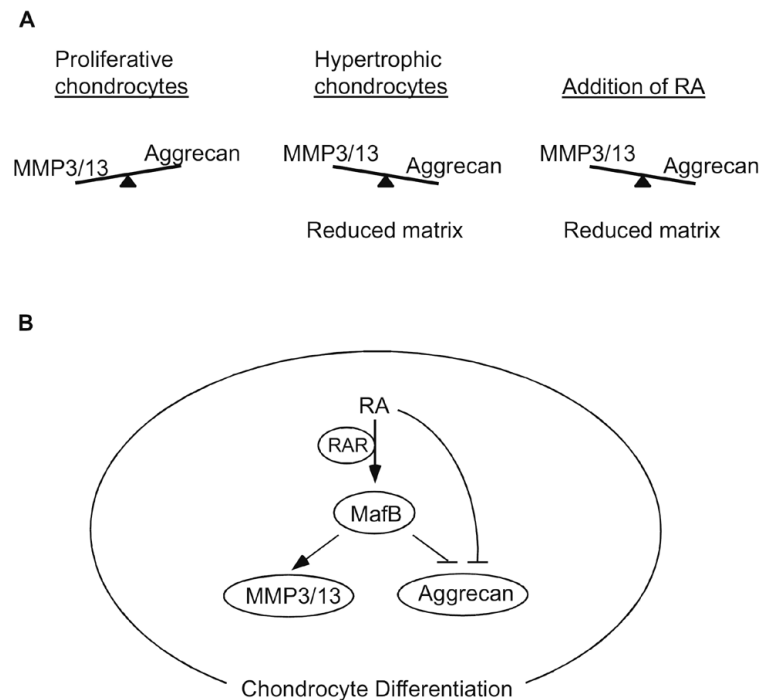 A
Proliferative
chondrocytes
Hypertrophic
chondrocytes
Addition of RA
MMP3/13
Aggrecan
MMP3/13
Aggrecan
MMP3/13
Aggrecan
Reduced matrix
Reduced matrix
B
RA
RAR
MafB
MMP3/13
Aggrecan
Chondrocyte Differentiation